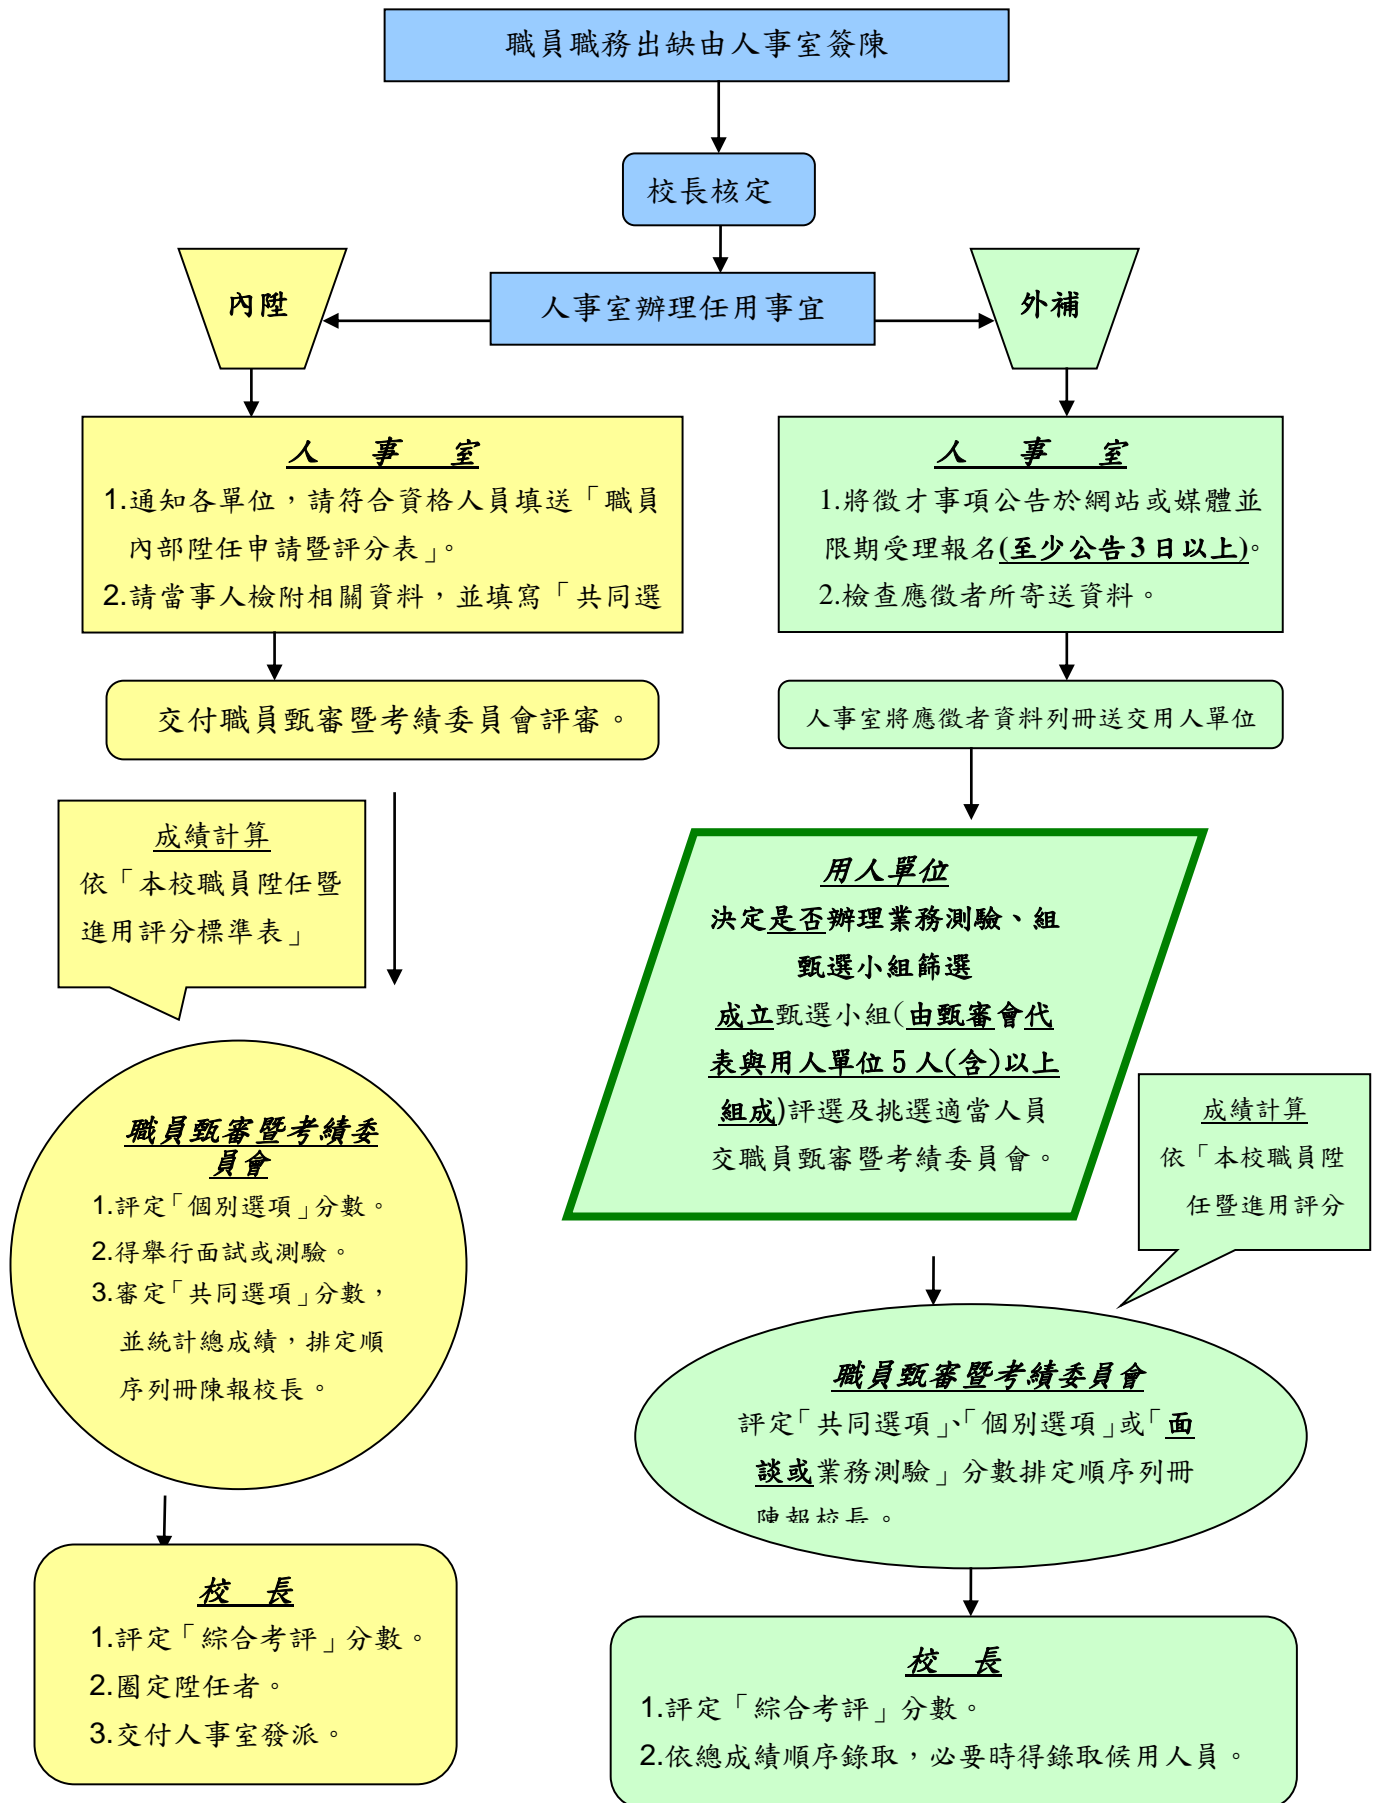 職員職務出缺由人事室簽陳
校長核定
人事室辦理任用事宜
內陞
人 事 室
1.通知各單位，請符合資格人員填送「職員
內部陞任申請暨評分表」。
2.請當事人檢附相關資料，並填寫「共同選
交付職員甄審暨考績委員會評審。
成績計算
依「本校職員陞任暨
進用評分標準表」
職員甄審暨考績委
員會
1.評定「個別選項」分數。
2.得舉行面試或測驗。
3.審定「共同選項」分數，
並統計總成績，排定順
序列冊陳報校長。
校 長
1.評定「綜合考評」分數。
2.圈定陞任者。
3.交付人事室發派。
外補
人 事 室
1.將徵才事項公告於網站或媒體並
限期受理報名(至少公告3日以上)。
2.檢查應徵者所寄送資料。
人事室將應徵者資料列冊送交用人單位
用人單位
決定是否辦理業務測驗、組
甄選小組篩選
成立甄選小組(由甄審會代
表與用人單位5人(含)以上
組成)評選及挑選適當人員
交職員甄審暨考績委員會。
成績計算
依「本校職員陞
任暨進用評分
職員甄審暨考績委員會
評定「共同選項」、「個別選項」或「面
談或業務測驗」分數排定順序列冊
陳報校長。
校 長
1.評定「綜合考評」分數。
2.依總成績順序錄取，必要時得錄取候用人員。